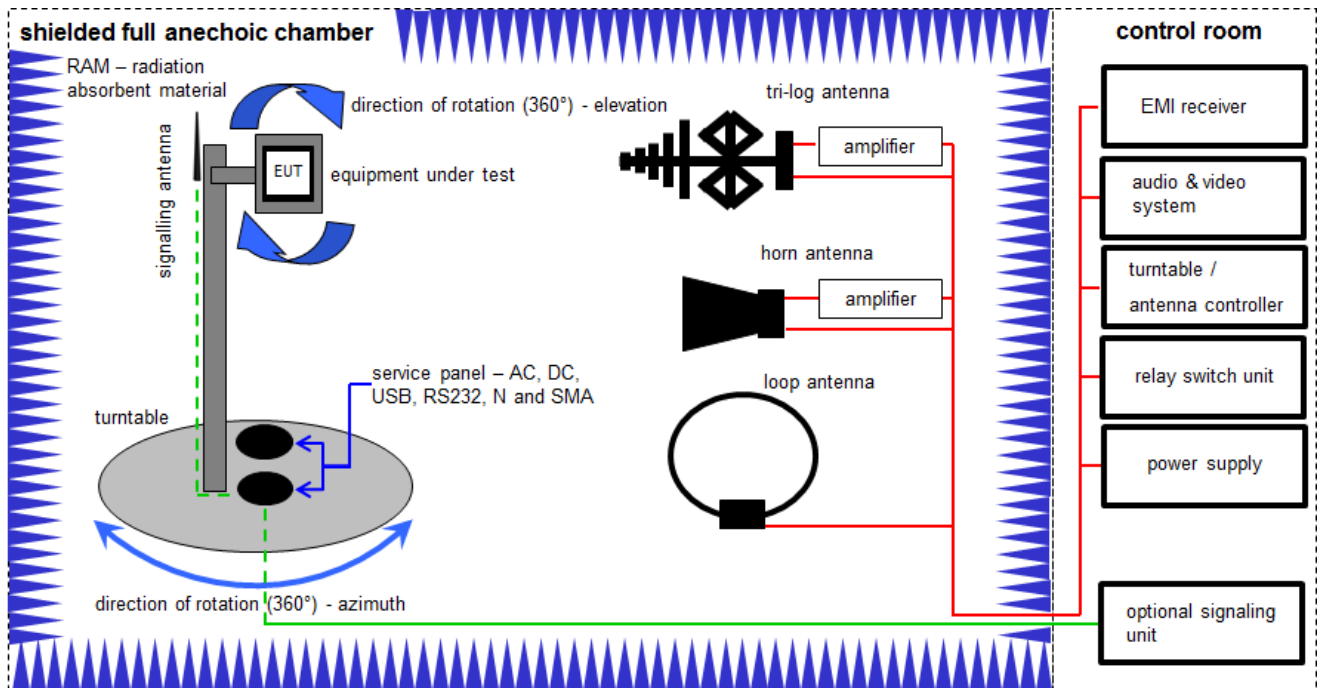 shielded full anechoic chamber
control room
RAM – radiation
absorbent material
direction of rotation (360°) - elevation
signalling antenna
EUT
equipment under test
tri-log antenna
amplifier
horn antenna
amplifier
loop antenna
service panel – AC, DC,
USB, RS232, N and SMA
turntable
direction of rotation (360°) - azimuth
EMI receiver
audio & video
system
turntable /
antenna controller
relay switch unit
power supply
optional signaling
unit